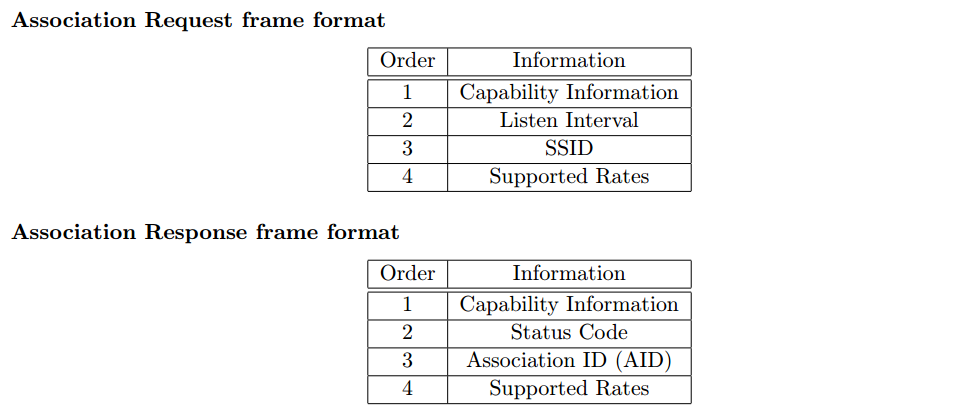 Association Request frame format
Order Information
1 Capability Information
2 Listen Interval
3 SSID
4 Supported Rates
Association Response frame format
Order Information
1 Capability Information
2 Status Code
3 Association ID (AID)
4 Supported Rates